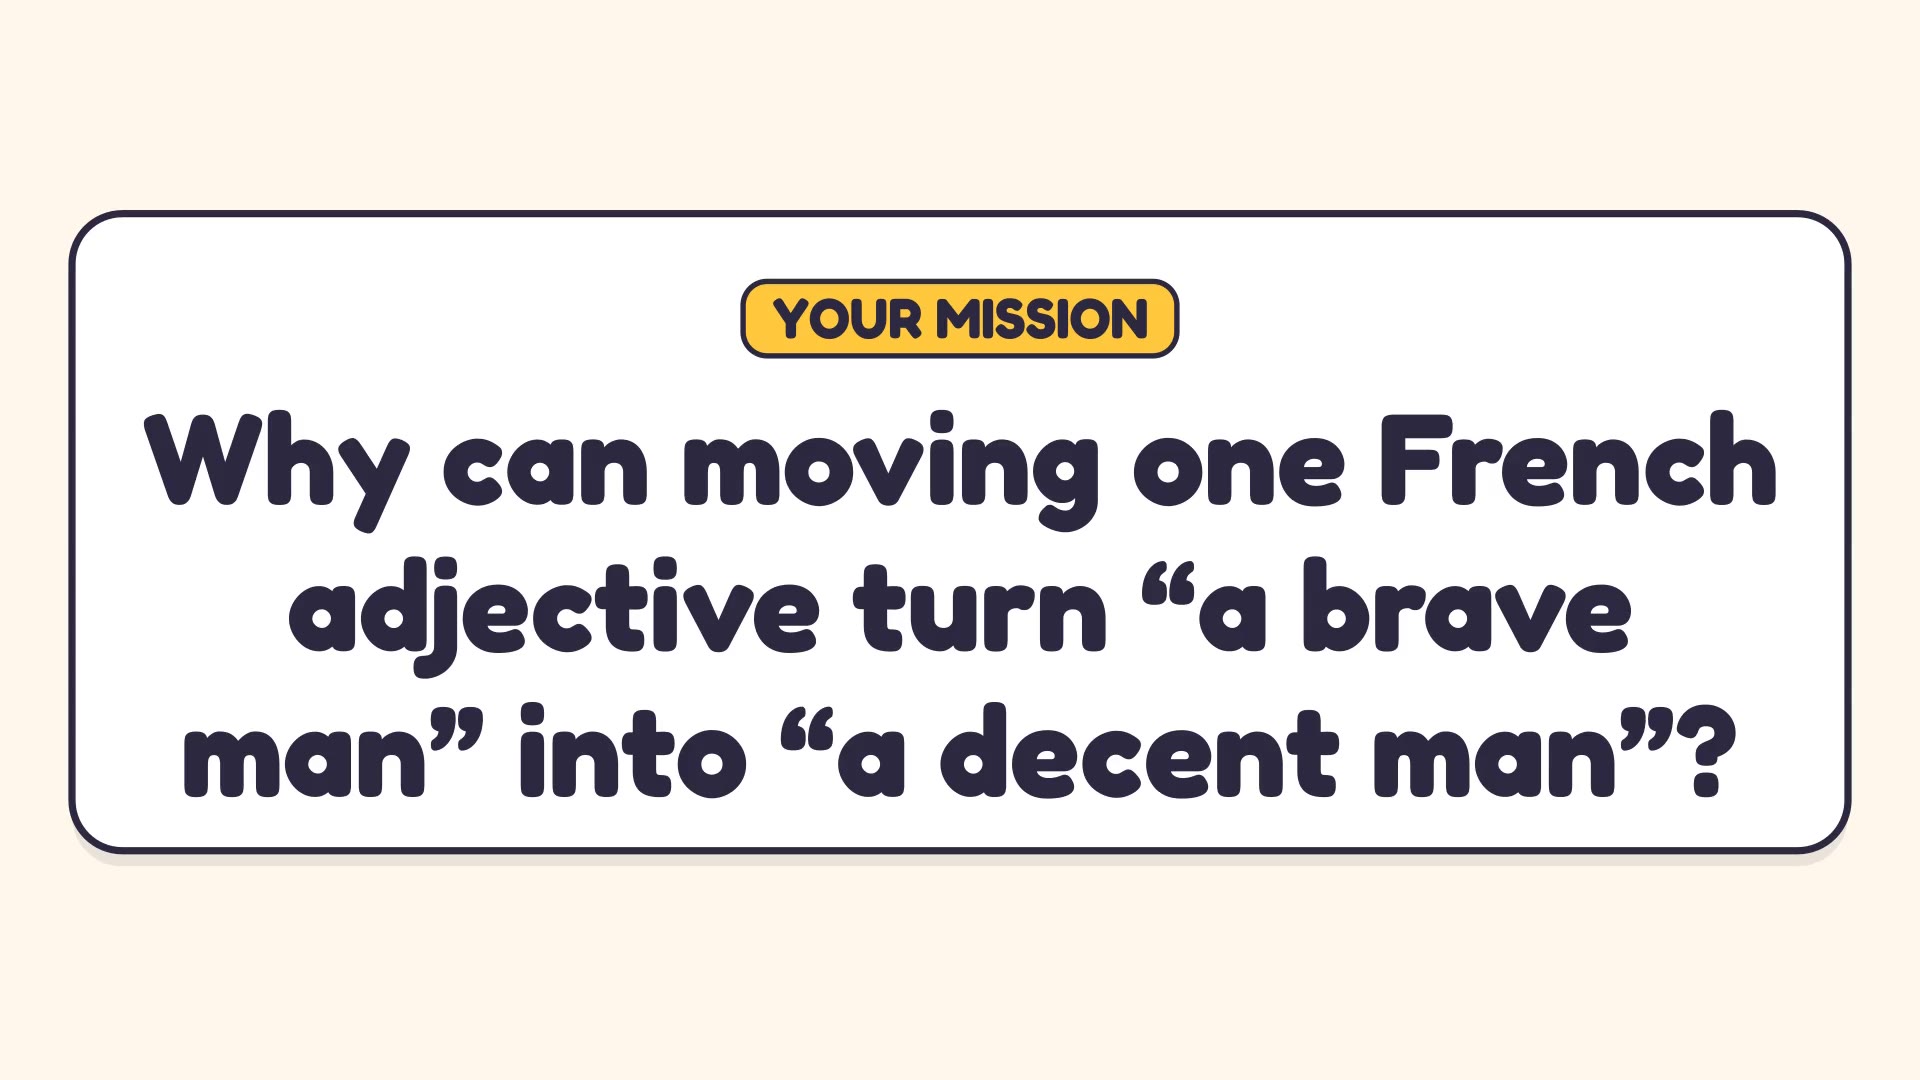 YOUR MISSION
Why can moving one French
adjective turn “a brave
man” into “a decent man”?